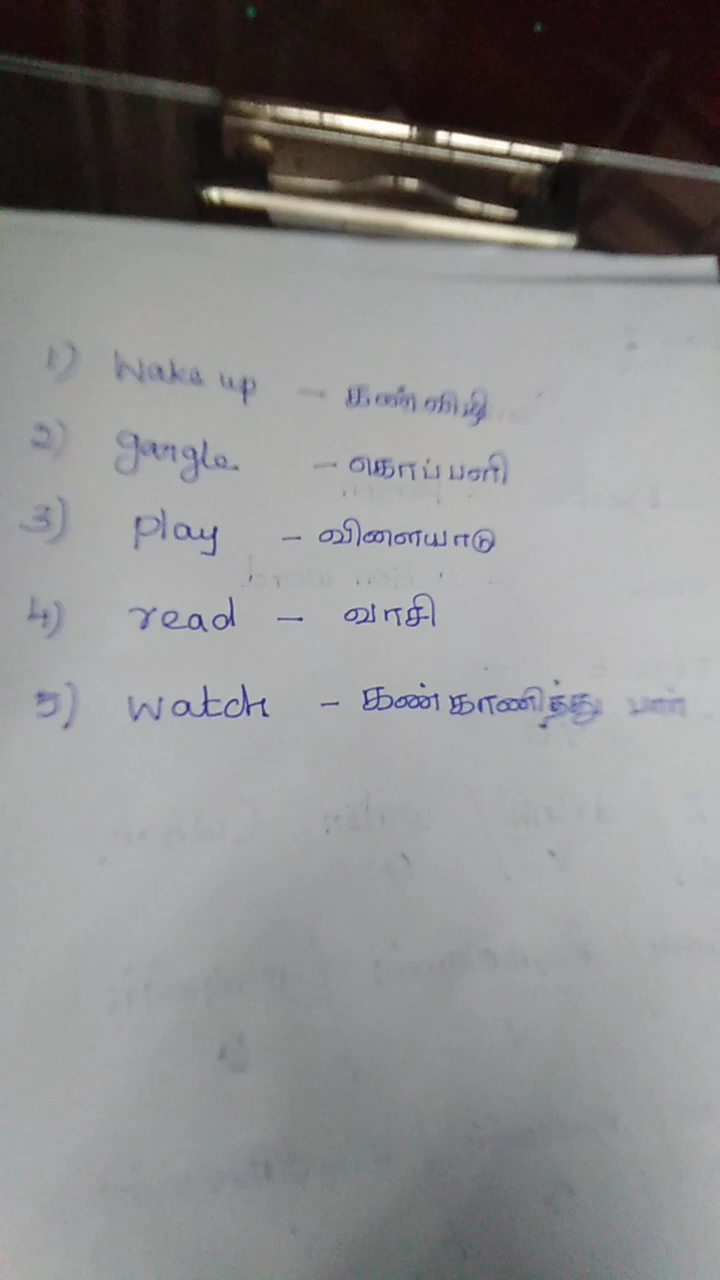 1) Wake up - கண்விழி
2) gargle - கொப்பளி
3) play - விளையாடு
4) read - வாசி
5) watch - கண்காணித்து